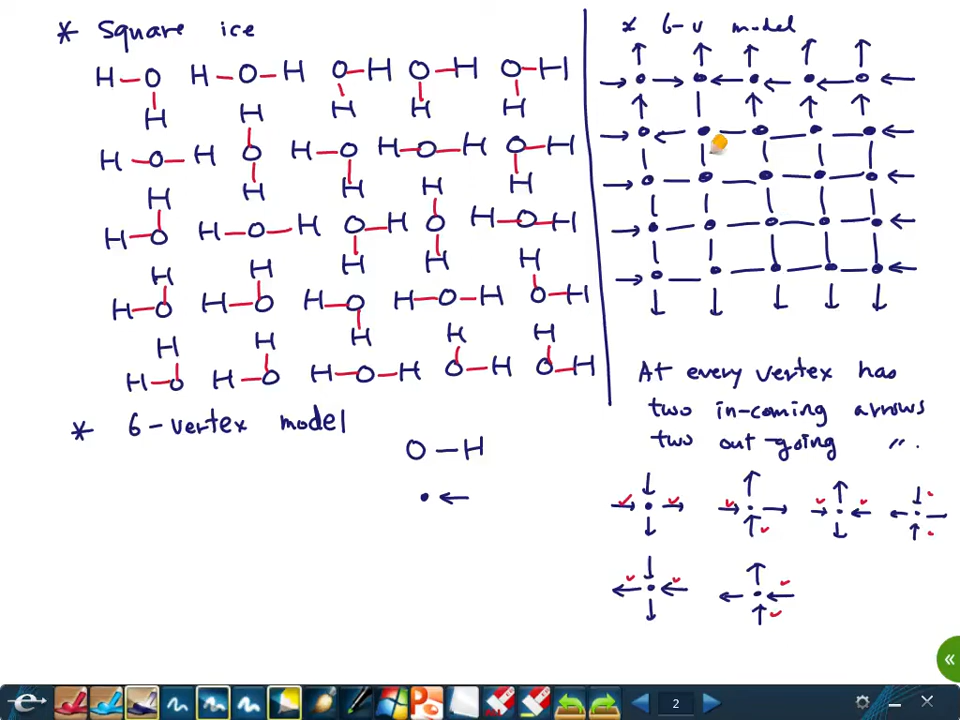 * Square ice
H-O H-O-H O-H O-H O-H
H H H H H
H-O-H O H-O H-O-H O-H
H H H H H
H-O H-O-H O-H O H-O-H
H H H H H
H-O H-O H-O H-O-H O-H
H H H H H
H-O H-O H-O-H O-H O-H
* 6-vertex model
O-H
* 6-v model
At every vertex has
two in-coming arrows
two out-going 〃.
2